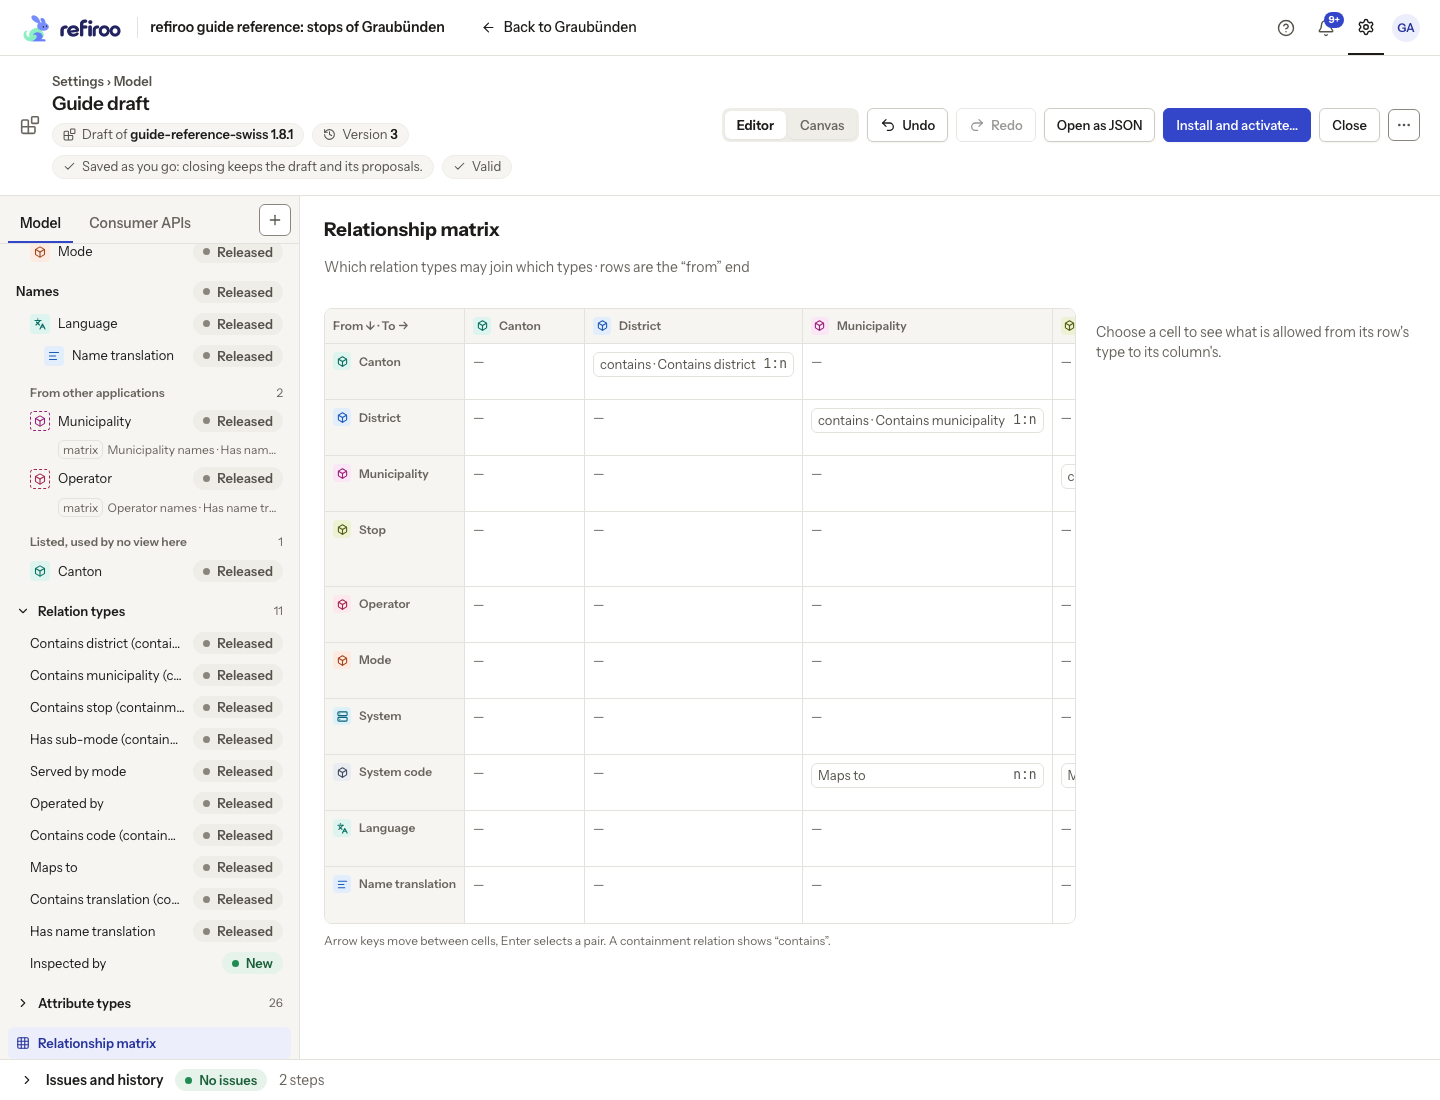 refiroo
refiroo guide reference: stops of Graubünden
← Back to Graubünden
9+
GA
Settings › Model
Guide draft
Draft of guide-reference-swiss 1.8.1
Version 3
Saved as you go: closing keeps the draft and its proposals.
Valid
Editor
Canvas
Undo
Redo
Open as JSON
Install and activate...
Close
Model
Consumer APIs
Mode Released
Names Released
Language Released
Name translation Released
From other applications 2
Municipality Released
matrix Municipality names · Has nam...
Operator Released
matrix Operator names · Has name tr...
Listed, used by no view here 1
Canton Released
Relation types 11
Contains district (contai... Released
Contains municipality (c... Released
Contains stop (containm... Released
Has sub-mode (contain... Released
Served by mode Released
Operated by Released
Contains code (contain... Released
Maps to Released
Contains translation (co... Released
Has name translation Released
Inspected by New
Attribute types 26
Relationship matrix
Relationship matrix
Which relation types may join which types · rows are the “from” end
From ↓ · To → Canton District Municipality
Canton — contains · Contains district 1:n — —
District — — contains · Contains municipality 1:n —
Municipality — — — c
Stop — — — —
Operator — — — —
Mode — — — —
System — — — —
System code — — Maps to n:n M
Language — — — —
Name translation — — — —
Arrow keys move between cells, Enter selects a pair. A containment relation shows “contains”.
Choose a cell to see what is allowed from its row's
type to its column's.
Issues and history
No issues
2 steps